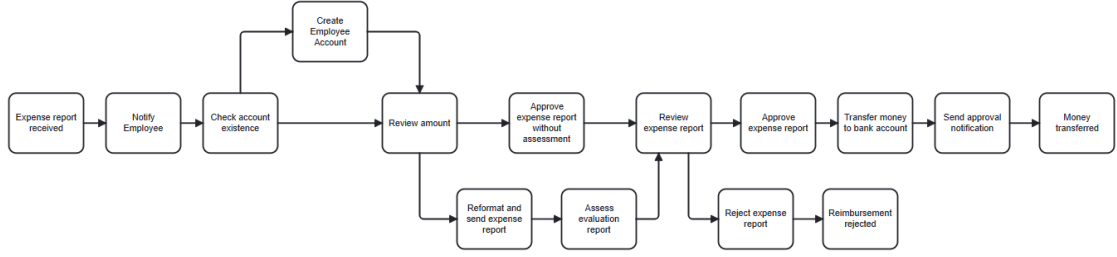 Create
Employee
Account
Expense report
received
Notify
Employee
Check account
existence
Review amount
Approve
expense report
without
assessment
Review
expense report
Approve
expense report
Transfer money
to bank account
Send approval
notification
Money
transferred
Reformat and
send expense
report
Assess
evaluation
report
Reject expense
report
Reimbursement
rejected